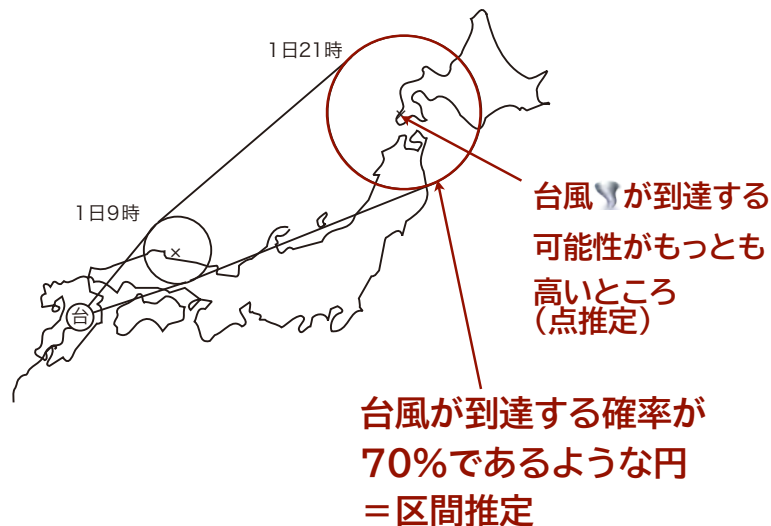 1日21時
1日9時
台
台風🌪が到達する
可能性がもっとも
高いところ
（点推定）
台風が到達する確率が
70%であるような円
＝区間推定